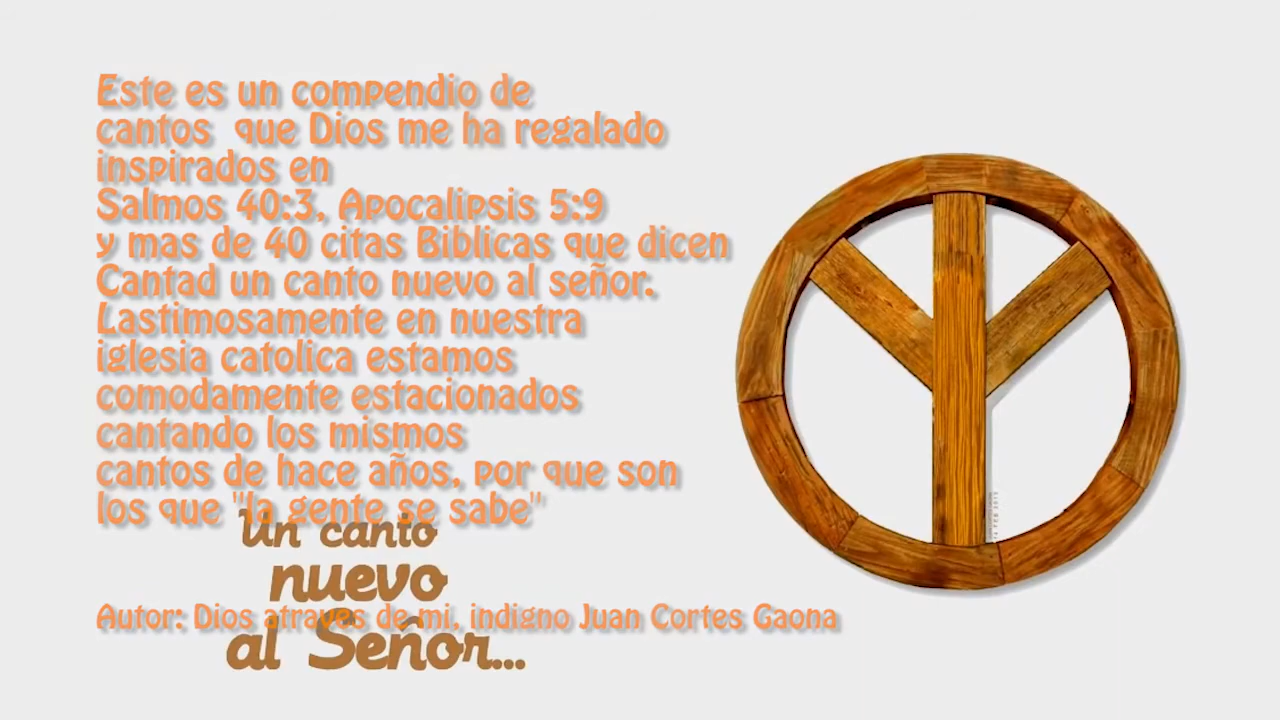 Este es un compendio de
cantos que Dios me ha regalado
inspirados en
Salmos 40:3, Apocalipsis 5:9
y mas de 40 citas Biblicas que dicen
Cantad un canto nuevo al señor.
Lastimosamente en nuestra
iglesia catolica estamos
comodamente estacionados
cantando los mismos
cantos de hace años, por que son
los que "la gente se sabe"
Un canto
nuevo
Autor: Dios atraves de mi, indigno Juan Cortes Gaona
al Señor...